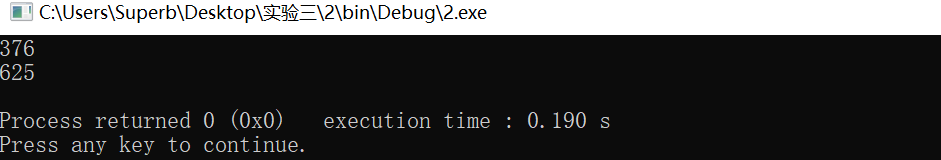 C:\Users\Superb\Desktop\实验三\2\bin\Debug\2.exe
376
625
Process returned 0 (0x0)   execution time : 0.190 s
Press any key to continue.